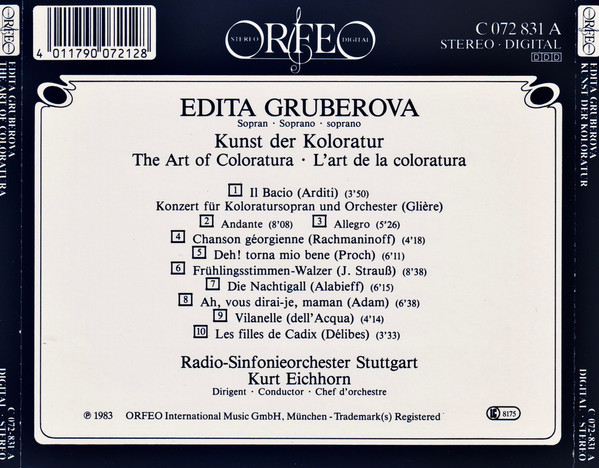 4 011790 072128
ORFEO
STEREO DIGITAL
C 072 831 A
STEREO · DIGITAL
DDD
EDITA GRUBEROVA
Sopran · Soprano · soprano
Kunst der Koloratur
The Art of Coloratura · L'art de la coloratura
1 Il Bacio (Arditi) (3'50)
Konzert für Koloratursopran und Orchester (Glière)
2 Andante (8'08) 3 Allegro (5'26)
4 Chanson géorgienne (Rachmaninoff) (4'18)
5 Deh! torna mio bene (Proch) (6'11)
6 Frühlingsstimmen-Walzer (J. Strauß) (8'38)
7 Die Nachtigall (Alabieff) (6'15)
8 Ah, vous dirai-je, maman (Adam) (6'38)
9 Vilanelle (dell'Acqua) (4'14)
10 Les filles de Cadix (Délibes) (3'33)
Radio-Sinfonieorchester Stuttgart
Kurt Eichhorn
Dirigent · Conductor · Chef d'orchestre
℗ 1983 ORFEO International Music GmbH, München - Trademark(s) Registered
LC 8175
EDITA GRUBEROVA
THE ART OF COLORATURA
DIGITAL · STEREO
C 072-831 A
EDITA GRUBEROVA
KUNST DER KOLORATUR
DIGITAL · STEREO
C 072-831 A